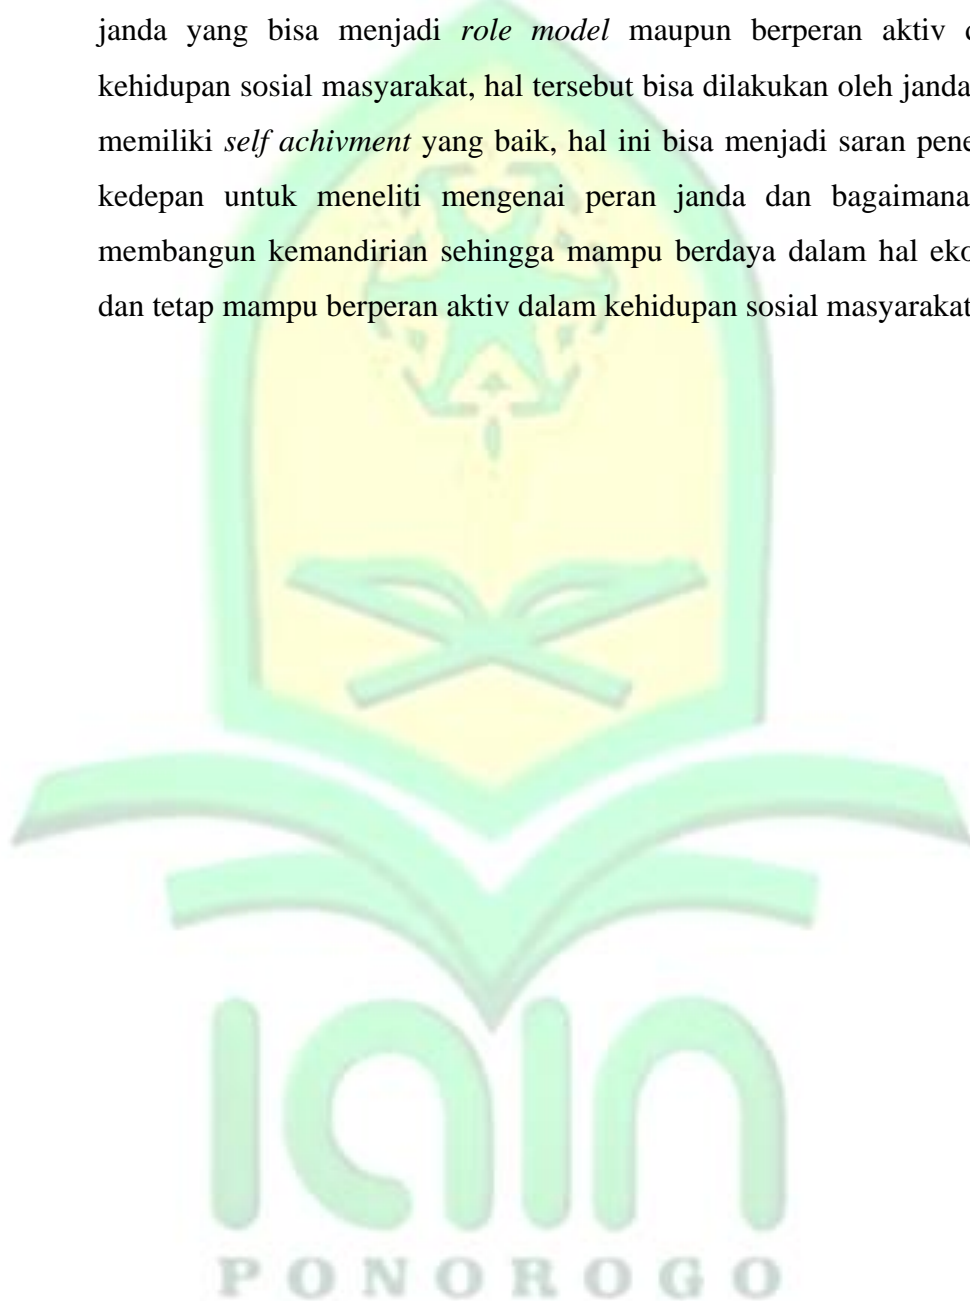 janda yang bisa menjadi role model maupun berperan aktiv
kehidupan sosial masyarakat, hal tersebut bisa dilakukan oleh janda
memiliki self achivment yang baik, hal ini bisa menjadi saran
kedepan untuk meneliti mengenai peran janda dan bagaimana
membangun kemandirian sehingga mampu berdaya dalam hal
dan tetap mampu berperan aktiv dalam kehidupan sosial masyarakat
iain
PONOROGO